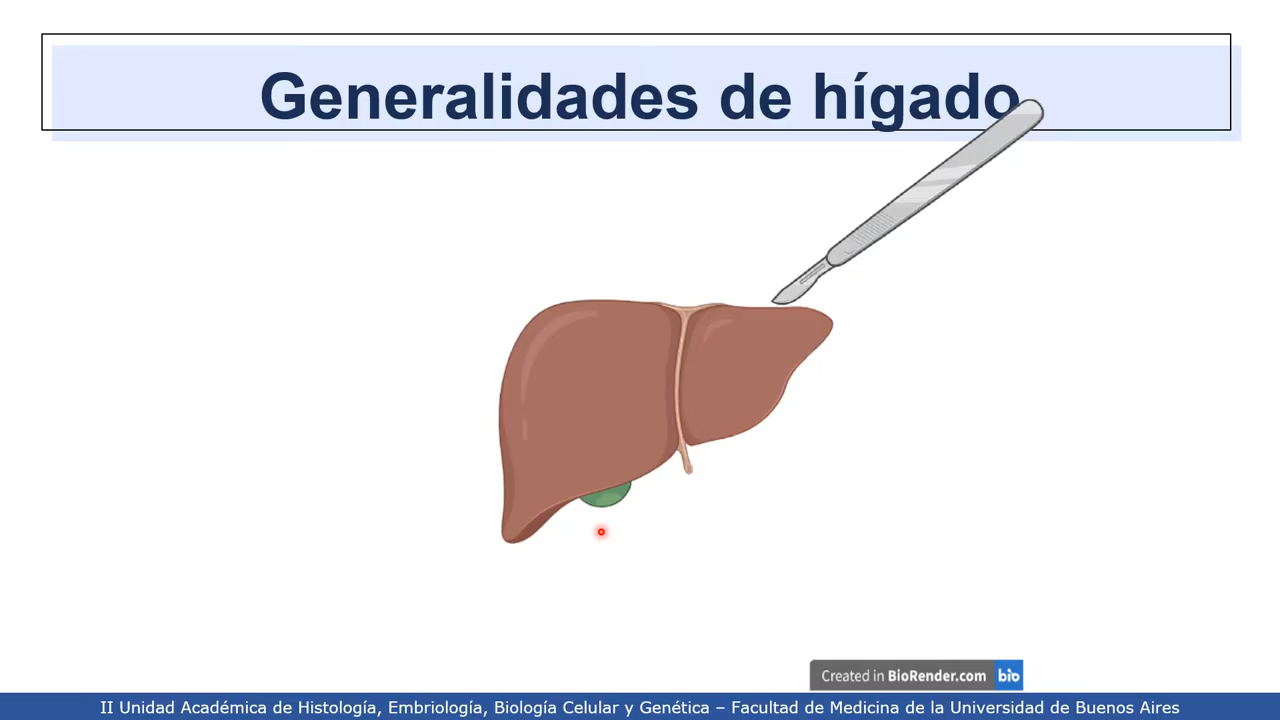 Generalidades de hígado
Created in BioRender.com bio
II Unidad Académica de Histología, Embriología, Biología Celular y Genética – Facultad de Medicina de la Universidad de Buenos Aires